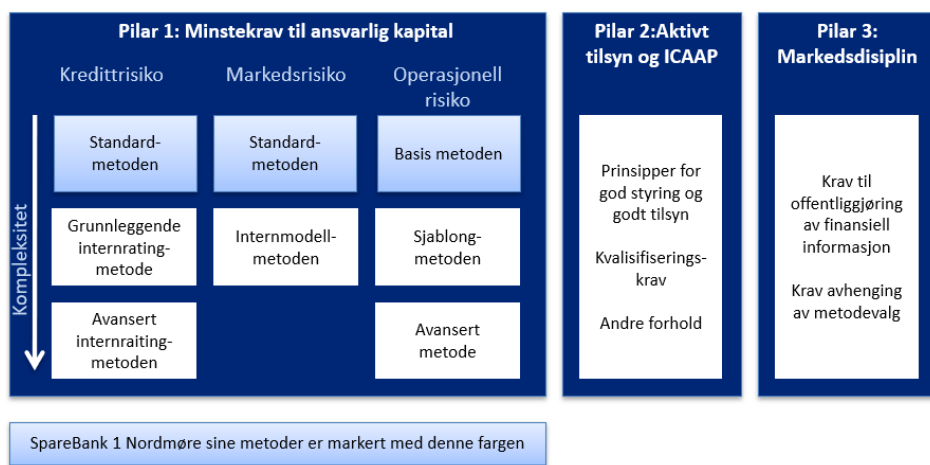 Pilar 1: Minstekrav til ansvarlig kapital
Kredittrisiko
Markedsrisiko
Operasjonell
risiko
Kompleksitet
Standard-
metoden
Standard-
metoden
Basis metoden
Grunnleggende
internrating-
metode
Internmodell-
metoden
Sjablong-
metoden
Avansert
internraiting-
metoden
Avansert
metode
Pilar 2:Aktivt
tilsyn og ICAAP
Prinsipper for
god styring og
godt tilsyn
Kvalisifiserings-
krav
Andre forhold
Pilar 3:
Markedsdisiplin
Krav til
offentliggjøring
av finansiell
informasjon
Krav avhenging
av metodevalg
SpareBank 1 Nordmøre sine metoder er markert med denne fargen